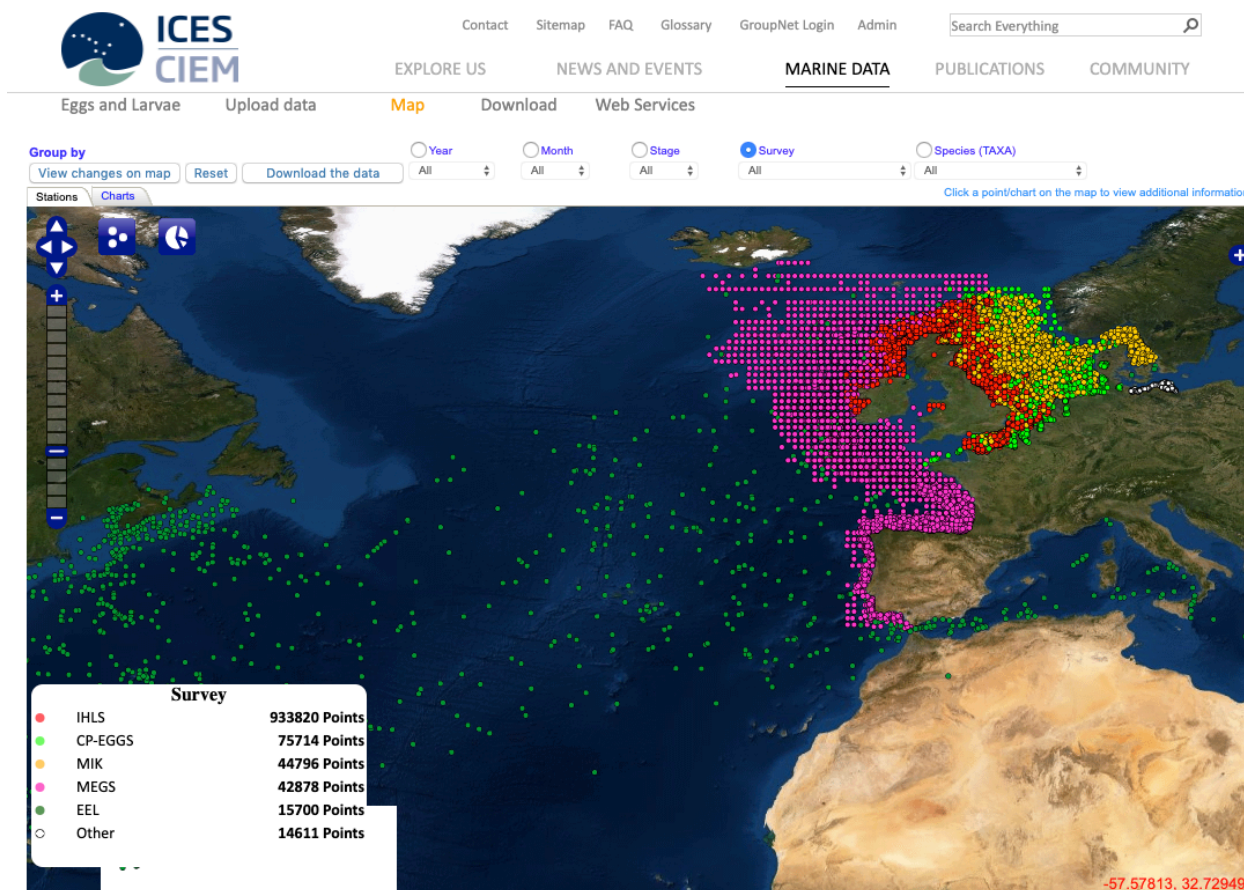 ICES
CIEM
Contact Sitemap FAQ Glossary GroupNet Login Admin Search Everything
EXPLORE US NEWS AND EVENTS MARINE DATA PUBLICATIONS COMMUNITY
Eggs and Larvae Upload data Map Download Web Services
Group by Year Month Stage Survey Species (TAXA)
View changes on map Reset Download the data All All All All All
Stations Charts Click a point/chart on the map to view additional information
Survey
IHLS 933820 Points
CP-EGGS 75714 Points
MIK 44796 Points
MEGS 42878 Points
EEL 15700 Points
Other 14611 Points
-57.57813, 32.72949